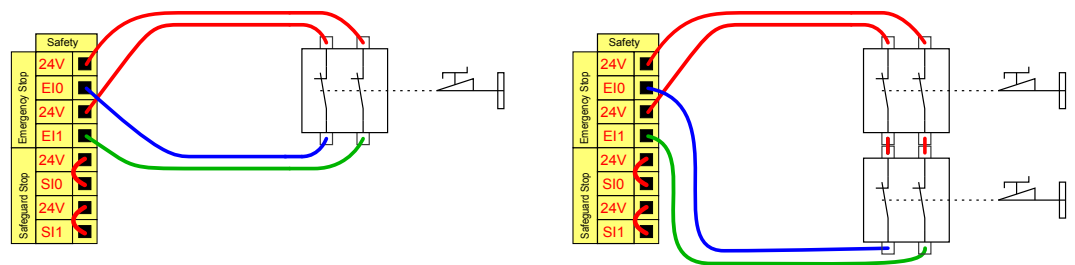 Safety
Emergency Stop
24V
EI0
24V
EI1
Safeguard Stop
24V
SI0
24V
SI1
Safety
Emergency Stop
24V
EI0
24V
EI1
Safeguard Stop
24V
SI0
24V
SI1